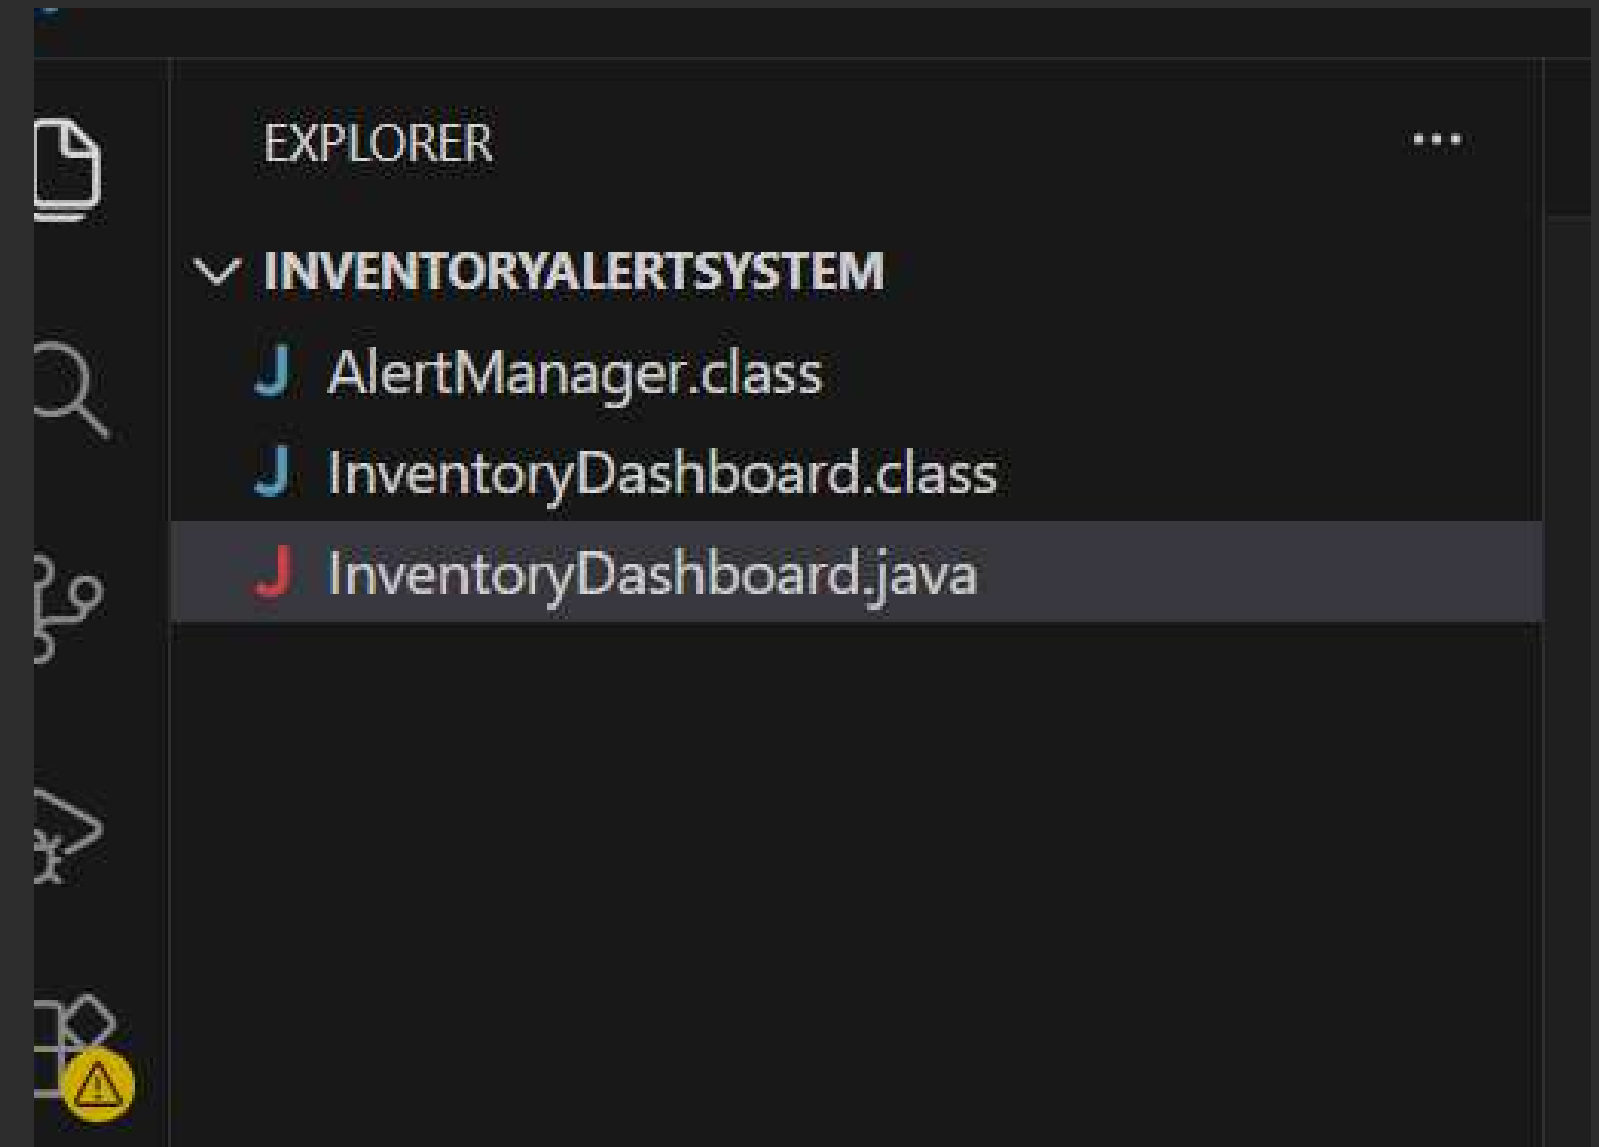 EXPLORER
INVENTORYALERTSYSTEM
AlertManager.class
InventoryDashboard.class
InventoryDashboard.java